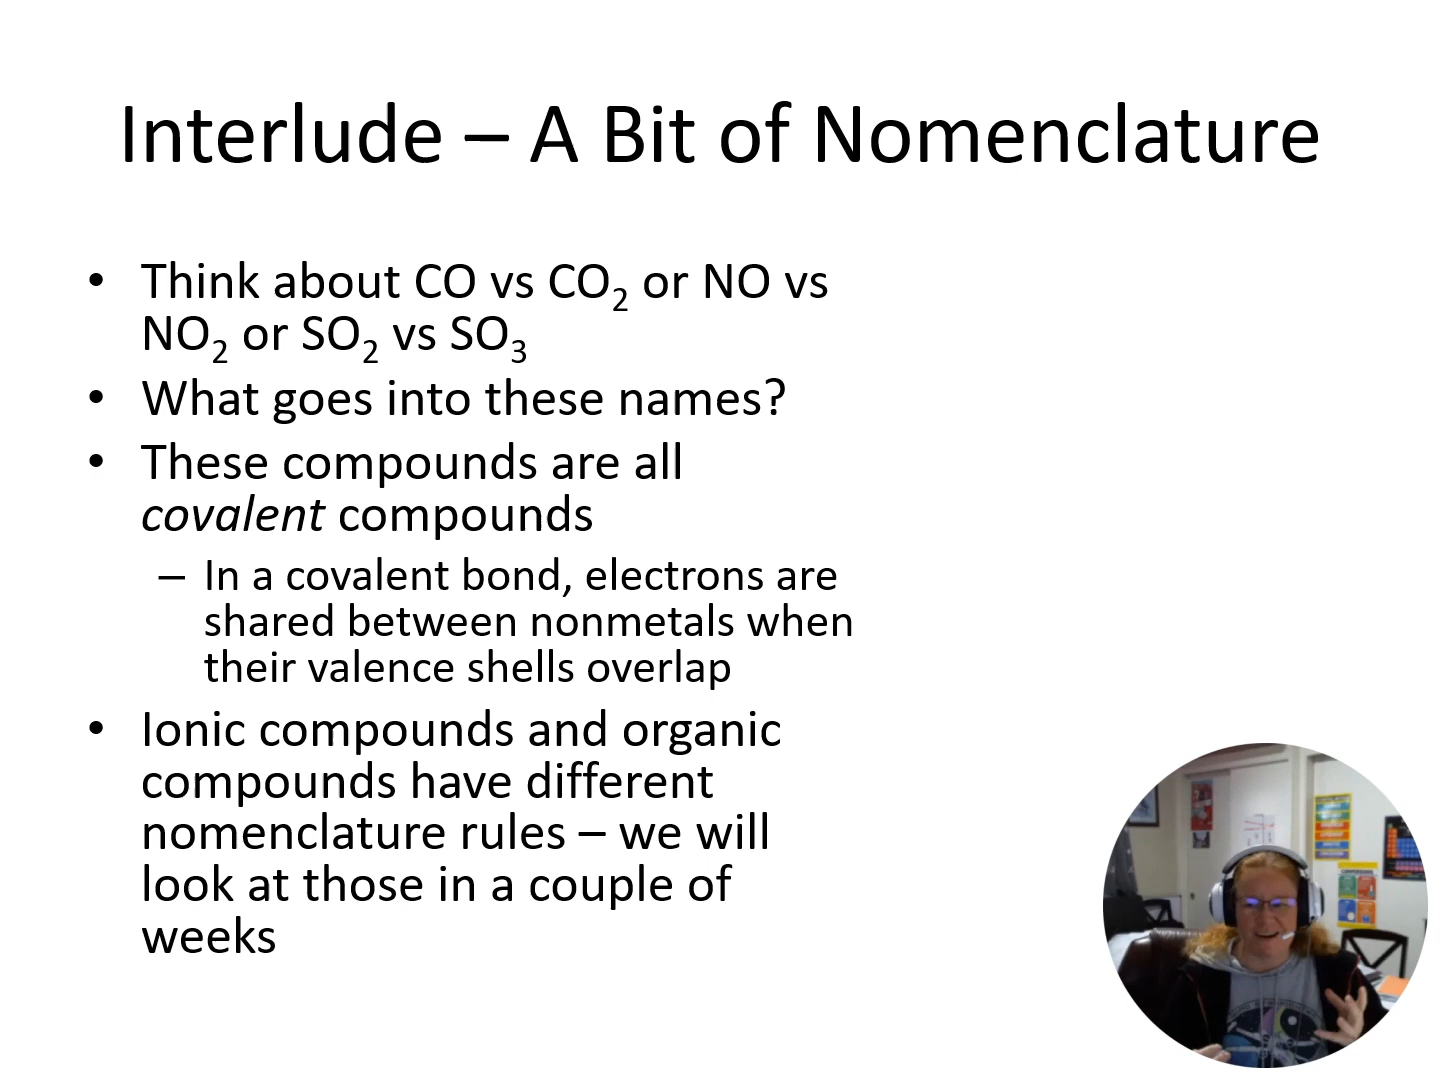 Interlude – A Bit of Nomenclature
• Think about CO vs CO₂ or NO vs
NO₂ or SO₂ vs SO₃
• What goes into these names?
• These compounds are all
covalent compounds
– In a covalent bond, electrons are
shared between nonmetals when
their valence shells overlap
• Ionic compounds and organic
compounds have different
nomenclature rules – we will
look at those in a couple of
weeks